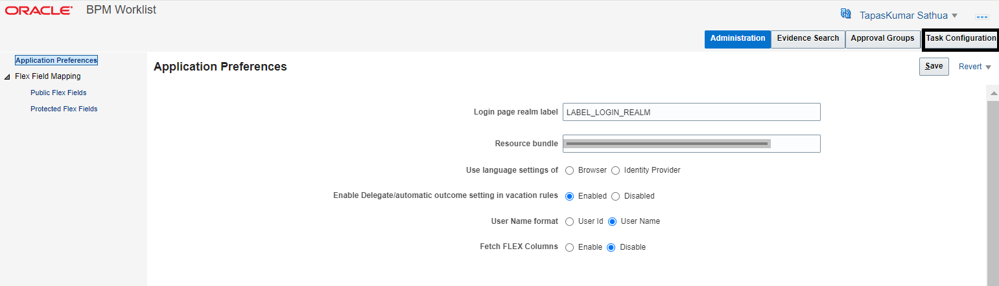 ORACLE BPM Worklist
TapasKumar Sathua
Administration Evidence Search Approval Groups Task Configuration
Application Preferences
Flex Field Mapping
Public Flex Fields
Protected Flex Fields
Application Preferences Save Revert
Login page realm label LABEL_LOGIN_REALM
Resource bundle
Use language settings of Browser Identity Provider
Enable Delegate/automatic outcome setting in vacation rules Enabled Disabled
User Name format User Id User Name
Fetch FLEX Columns Enable Disable